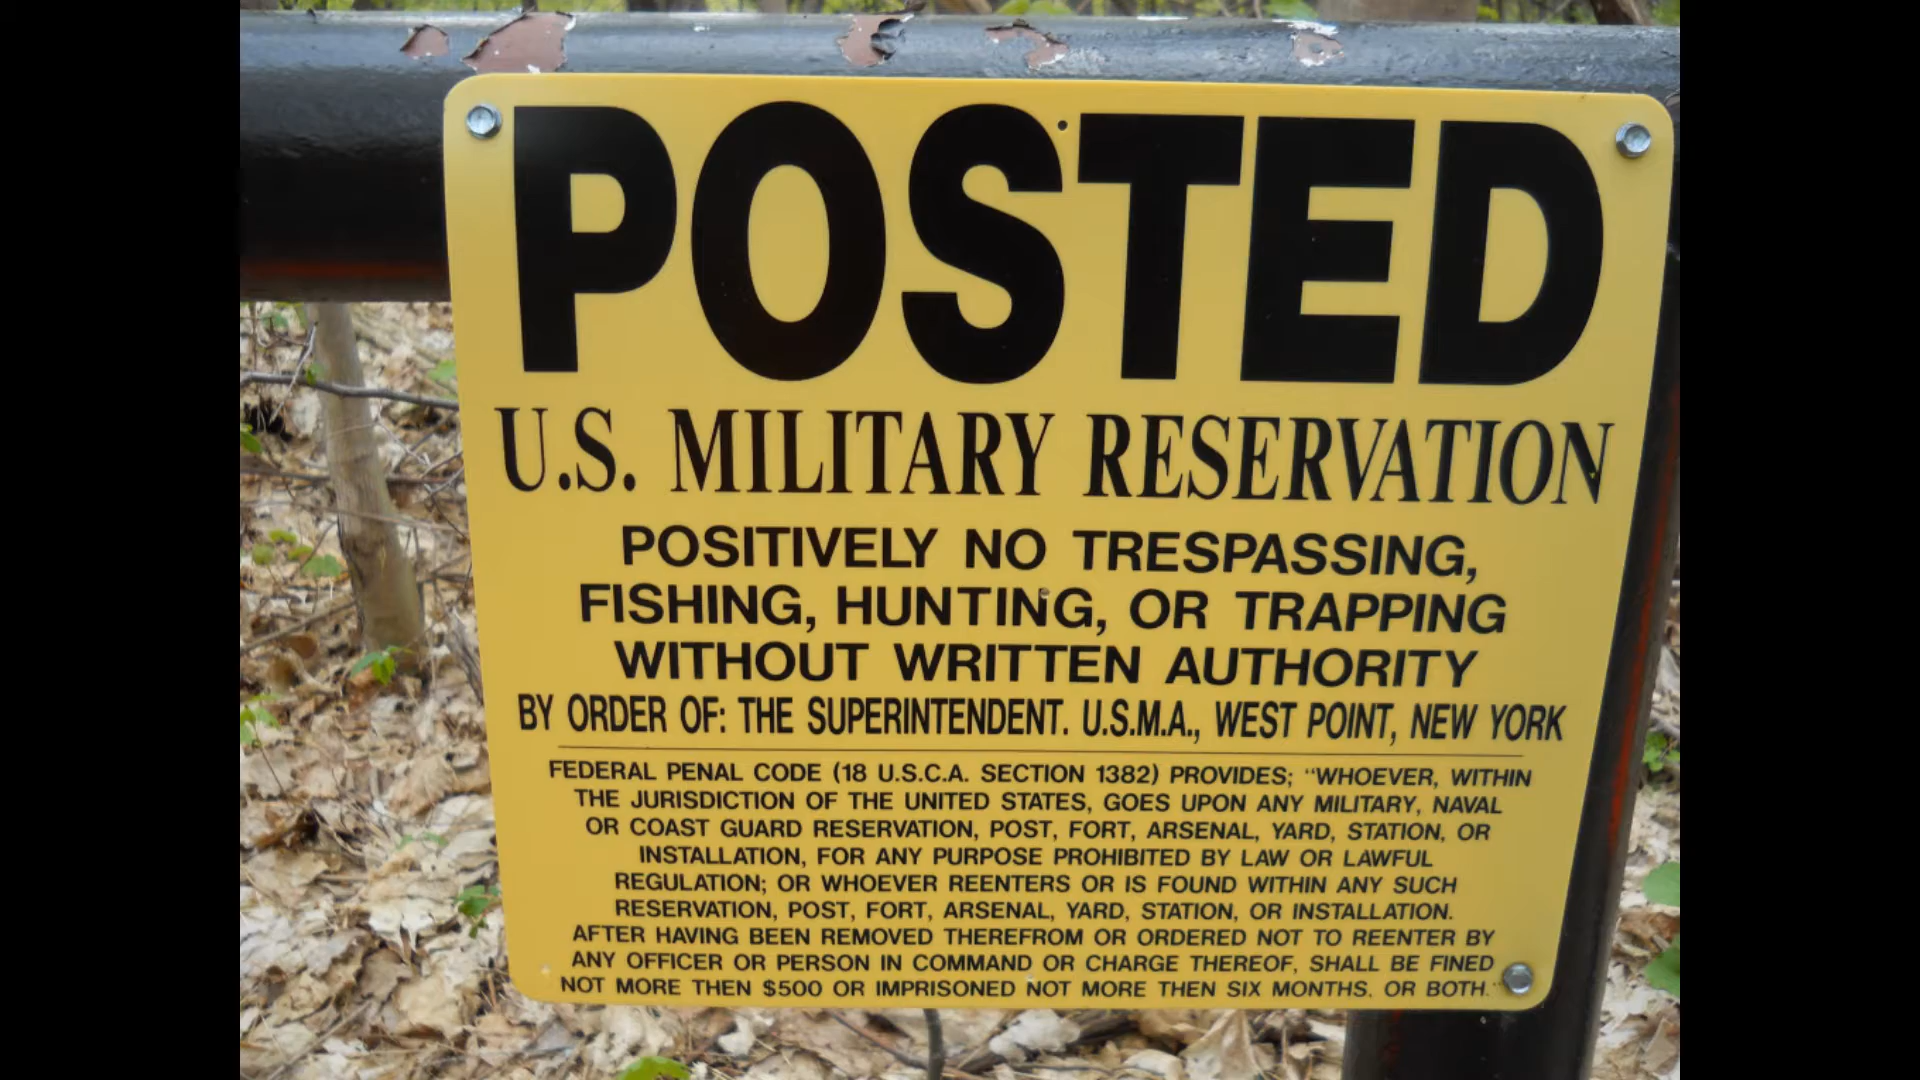 POSTED
U.S. MILITARY RESERVATION
POSITIVELY NO TRESPASSING,
FISHING, HUNTING, OR TRAPPING
WITHOUT WRITTEN AUTHORITY
BY ORDER OF: THE SUPERINTENDENT. U.S.M.A., WEST POINT, NEW YORK
FEDERAL PENAL CODE (18 U.S.C.A. SECTION 1382) PROVIDES; "WHOEVER, WITHIN
THE JURISDICTION OF THE UNITED STATES, GOES UPON ANY MILITARY, NAVAL
OR COAST GUARD RESERVATION, POST, FORT, ARSENAL, YARD, STATION, OR
INSTALLATION, FOR ANY PURPOSE PROHIBITED BY LAW OR LAWFUL
REGULATION; OR WHOEVER REENTERS OR IS FOUND WITHIN ANY SUCH
RESERVATION, POST, FORT, ARSENAL, YARD, STATION, OR INSTALLATION.
AFTER HAVING BEEN REMOVED THEREFROM OR ORDERED NOT TO REENTER BY
ANY OFFICER OR PERSON IN COMMAND OR CHARGE THEREOF, SHALL BE FINED
NOT MORE THEN $500 OR IMPRISONED NOT MORE THEN SIX MONTHS. OR BOTH."